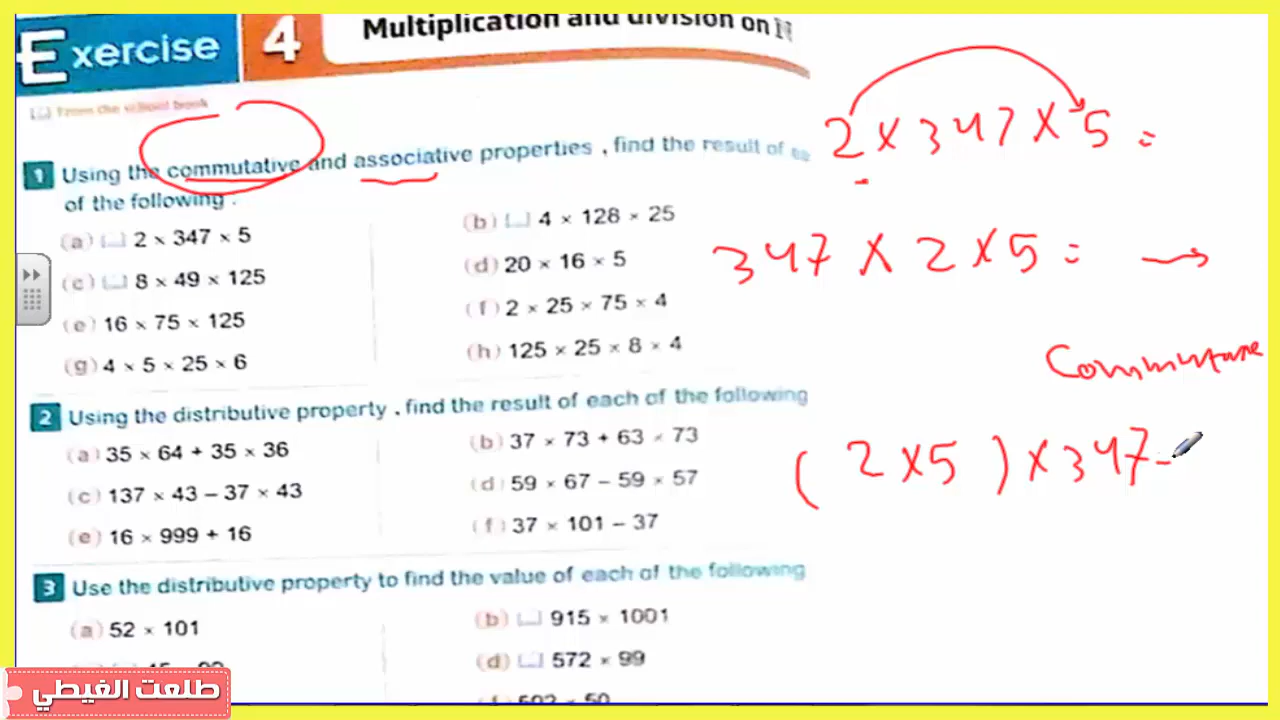 Exercise 4 Multiplication and division on ℕ
From the school book
1 Using the commutative and associative properties , find the result of
of the following .
(a) 2 × 347 × 5
(b) 4 × 128 × 25
(c) 8 × 49 × 125
(d) 20 × 16 × 5
(e) 16 × 75 × 125
(f) 2 × 25 × 75 × 4
(g) 4 × 5 × 25 × 6
(h) 125 × 25 × 8 × 4
2 Using the distributive property , find the result of each of the following
(a) 35 × 64 + 35 × 36
(b) 37 × 73 + 63 × 73
(c) 137 × 43 – 37 × 43
(d) 59 × 67 – 59 × 57
(e) 16 × 999 + 16
(f) 37 × 101 – 37
3 Use the distributive property to find the value of each of the following
(a) 52 × 101
(b) 915 × 1001
(d) 572 × 99
2 × 347 × 5 =
347 × 2 × 5 = →
(2 × 5) × 347
طلعت الغيطي